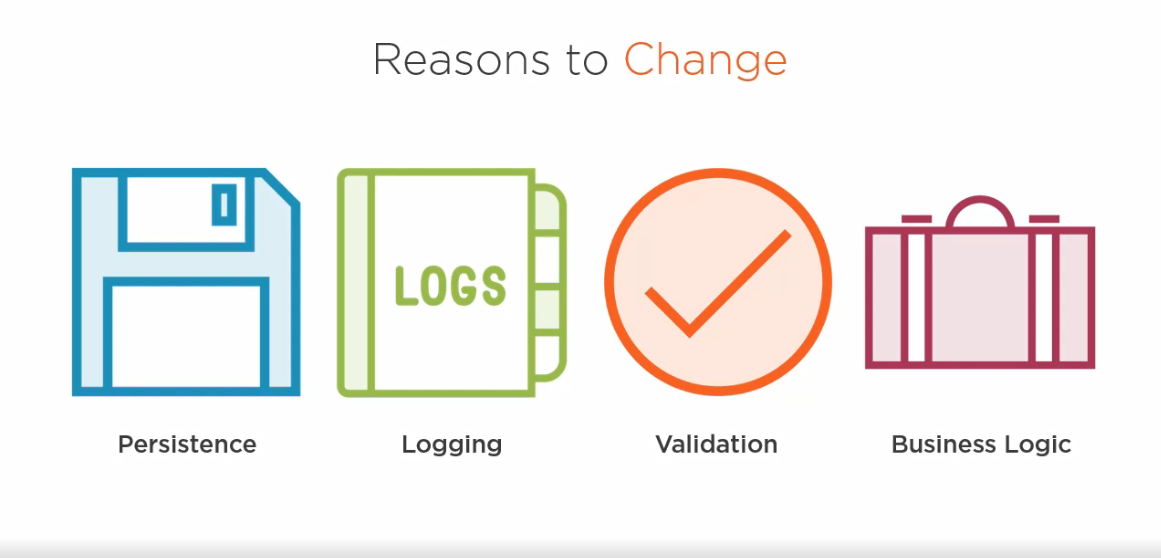 Reasons to Change
LOGS
Persistence
Logging
Validation
Business Logic